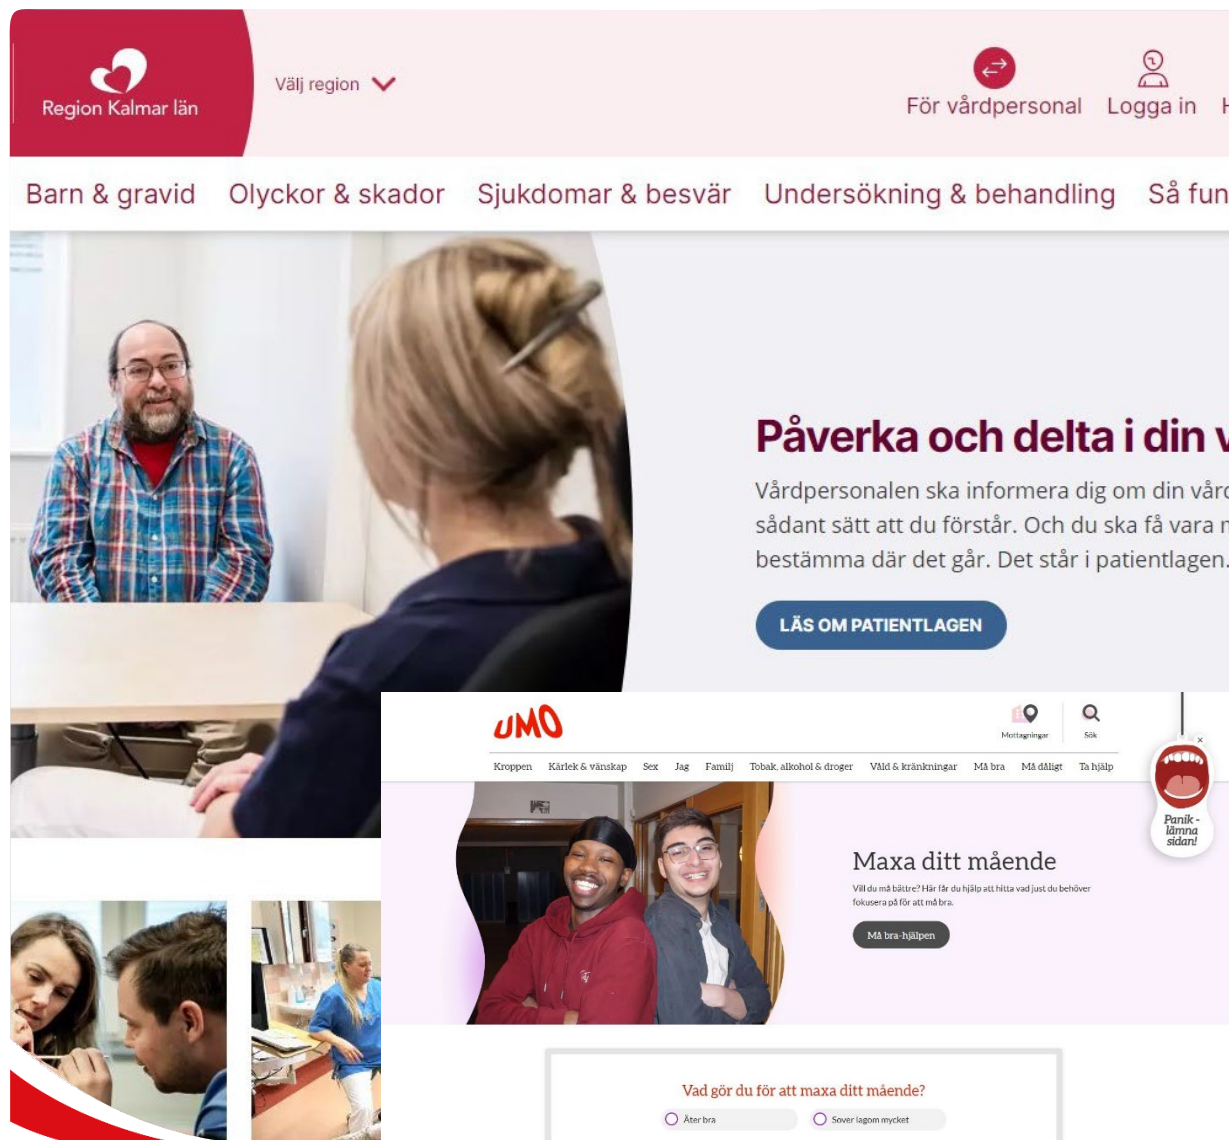 Region Kalmar län
Välj region
För vårdpersonal
Logga in
Barn & gravid
Olyckor & skador
Sjukdomar & besvär
Undersökning & behandling
Så fun
Påverka och delta i din v
Vårdpersonalen ska informera dig om din vård
sådant sätt att du förstår. Och du ska få vara m
bestämma där det går. Det står i patientlagen.
LÄS OM PATIENTLAGEN
UMO
Mottagningar
Sök
Kroppen
Kärlek & vänskap
Sex
Jag
Familj
Tobak, alkohol & droger
Våld & kränkningar
Må bra
Må dåligt
Ta hjälp
Panik -
lämna
sidan!
Maxa ditt mående
Vill du må bättre? Här får du hjälp att hitta vad just du behöver
fokusera på för att må bra.
Må bra-hjälpen
Vad gör du för att maxa ditt mående?
Äter bra
Sover lagom mycket